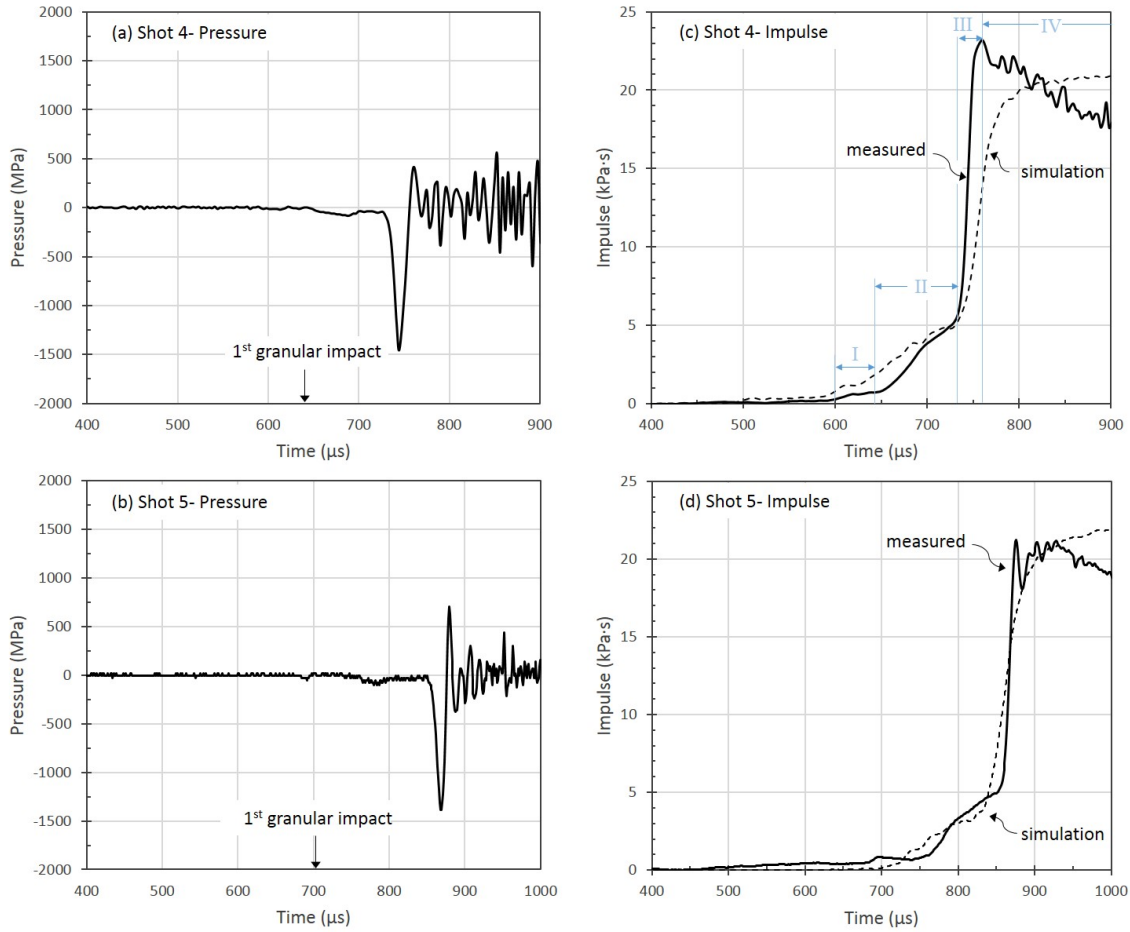 (a) Shot 4- Pressure
2000
1500
1000
500
0
-500
-1000
-1500
-2000
Pressure (MPa)
1st granular impact
400 500 600 700 800 900
Time (μs)
(c) Shot 4- Impulse
25
20
15
10
5
0
Impulse (kPa·s)
I
II
III
IV
measured
simulation
400 500 600 700 800 900
Time (μs)
(b) Shot 5- Pressure
2000
1500
1000
500
0
-500
-1000
-1500
-2000
Pressure (MPa)
1st granular impact
400 500 600 700 800 900 1000
Time (μs)
(d) Shot 5- Impulse
25
20
15
10
5
0
Impulse (kPa·s)
measured
simulation
400 500 600 700 800 900 1000
Time (μs)